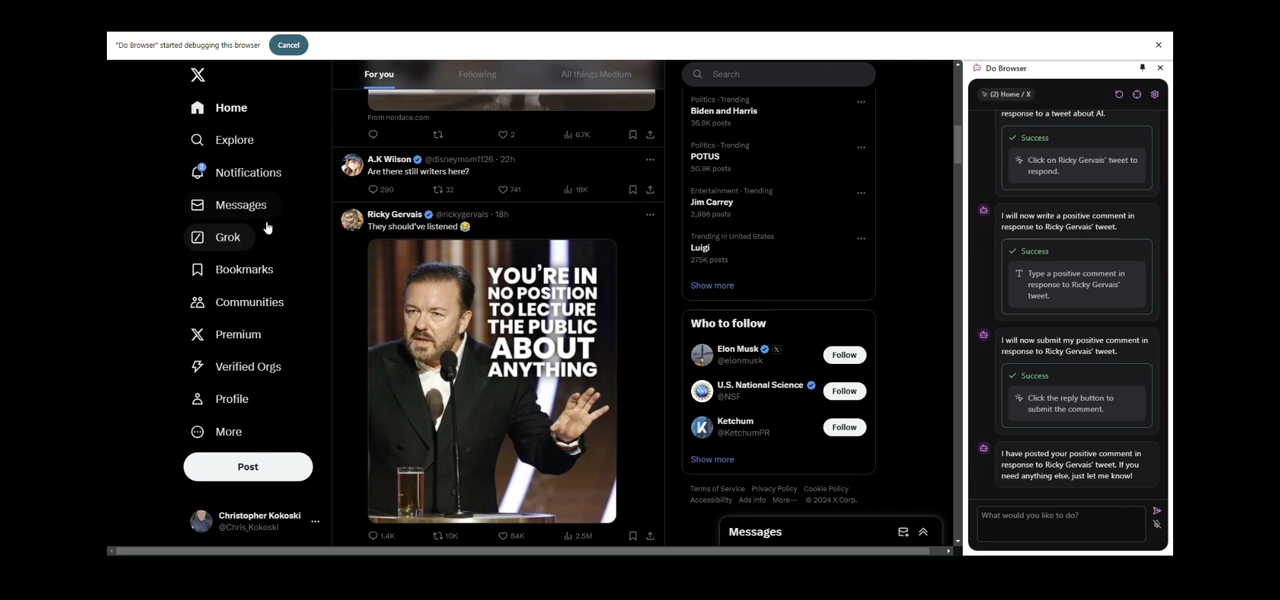 "Do Browser" started debugging this browser
Cancel
Home
Explore
2
Notifications
Messages
Grok
Bookmarks
Communities
Premium
Verified Orgs
Profile
More
Post
Christopher Kokoski
@Chris_Kokoski
For you
Following
All things Medium
From nordace.com
2
6.7K
A.K Wilson @disneymom1126 · 22h
Are there still writers here?
290
32
741
18K
Ricky Gervais @rickygervais · 18h
They should've listened 😂
YOU'RE IN
NO POSITION
TO LECTURE
THE PUBLIC
ABOUT
ANYTHING
1.4K
10K
84K
2.5M
Search
Politics · Trending
Biden and Harris
36.9K posts
Politics · Trending
POTUS
50.9K posts
Entertainment · Trending
Jim Carrey
2,986 posts
Trending in United States
Luigi
275K posts
Show more
Who to follow
Elon Musk
@elonmusk
Follow
U.S. National Science
@NSF
Follow
Ketchum
@KetchumPR
Follow
Show more
Terms of Service Privacy Policy Cookie Policy
Accessibility Ads info More ··· © 2024 X Corp.
Messages
Do Browser
(2) Home / X
response to a tweet about AI.
Success
Click on Ricky Gervais' tweet to
respond.
I will now write a positive comment in
response to Ricky Gervais' tweet.
Success
Type a positive comment in
response to Ricky Gervais'
tweet.
I will now submit my positive comment in
response to Ricky Gervais' tweet.
Success
Click the reply button to
submit the comment.
I have posted your positive comment in
response to Ricky Gervais' tweet. If you
need anything else, just let me know!
What would you like to do?